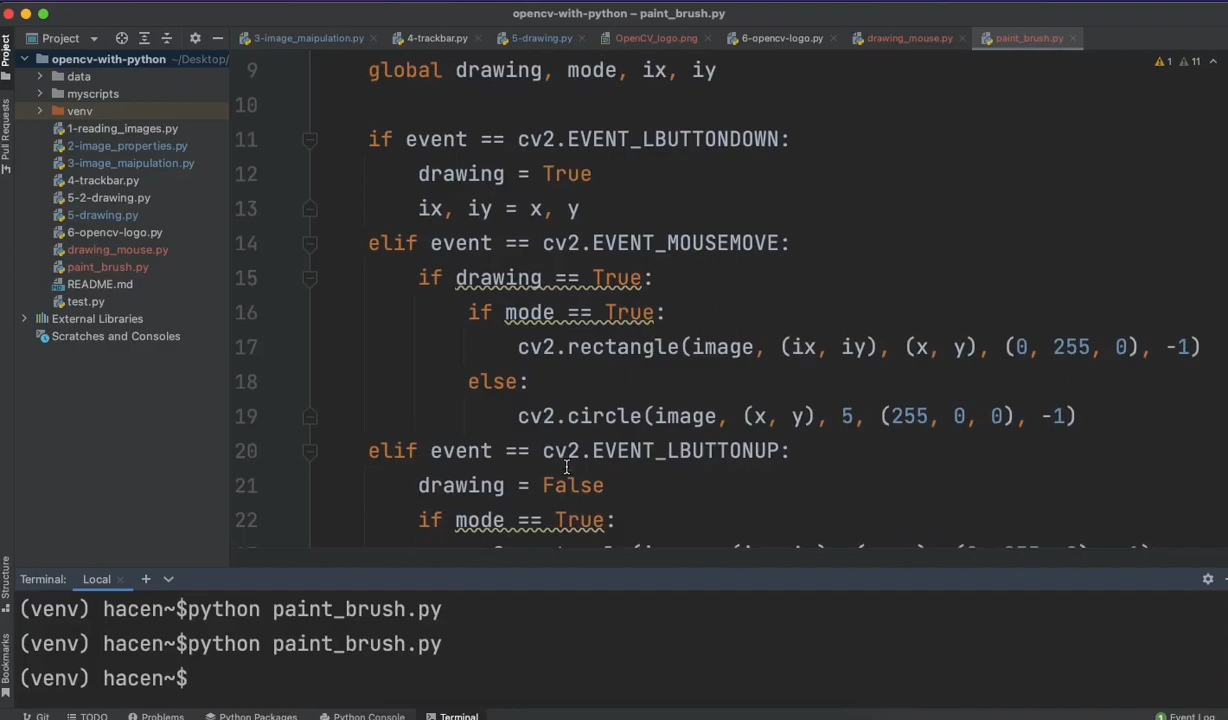 opencv-with-python – paint_brush.py
Project
3-image_maipulation.py
4-trackbar.py
5-drawing.py
OpenCV_logo.png
6-opencv-logo.py
drawing_mouse.py
paint_brush.py
opencv-with-python ~/Desktop/
data
myscripts
venv
1-reading_images.py
2-image_properties.py
3-image_maipulation.py
4-trackbar.py
5-2-drawing.py
5-drawing.py
6-opencv-logo.py
drawing_mouse.py
paint_brush.py
README.md
test.py
External Libraries
Scratches and Consoles
Project
Pull Requests
Structure
Bookmarks
1 11
9 global drawing, mode, ix, iy
10
11 if event == cv2.EVENT_LBUTTONDOWN:
12 drawing = True
13 ix, iy = x, y
14 elif event == cv2.EVENT_MOUSEMOVE:
15 if drawing == True:
16 if mode == True:
17 cv2.rectangle(image, (ix, iy), (x, y), (0, 255, 0), -1)
18 else:
19 cv2.circle(image, (x, y), 5, (255, 0, 0), -1)
20 elif event == cv2.EVENT_LBUTTONUP:
21 drawing = False
22 if mode == True:
Terminal: Local
(venv) hacen~$python paint_brush.py
(venv) hacen~$python paint_brush.py
(venv) hacen~$
Git TODO Problems Python Packages Python Console Terminal 1 Event Log